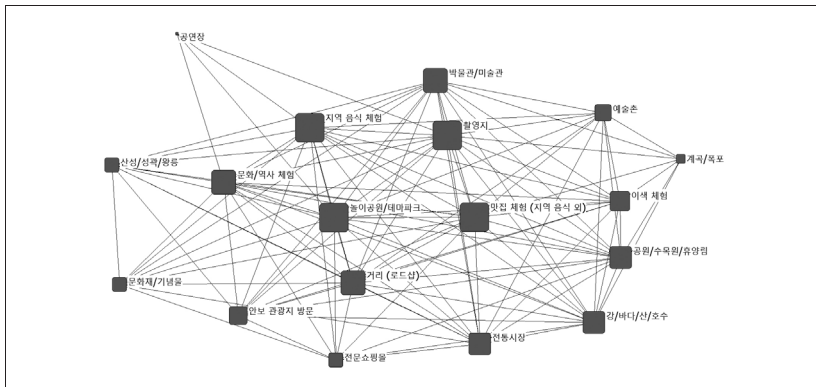 공연장
박물관/미술관
예술촌
지역 음식 체험
촬영지
계곡/폭포
산성/성곽/왕릉
문화/역사 체험
이색 체험
놀이공원/테마파크
맛집 체험 (지역 음식 외)
공원/수목원/휴양림
거리 (로드샵)
문화재/기념물
안보 관광지 방문
강/바다/산/호수
전통시장
전문쇼핑몰